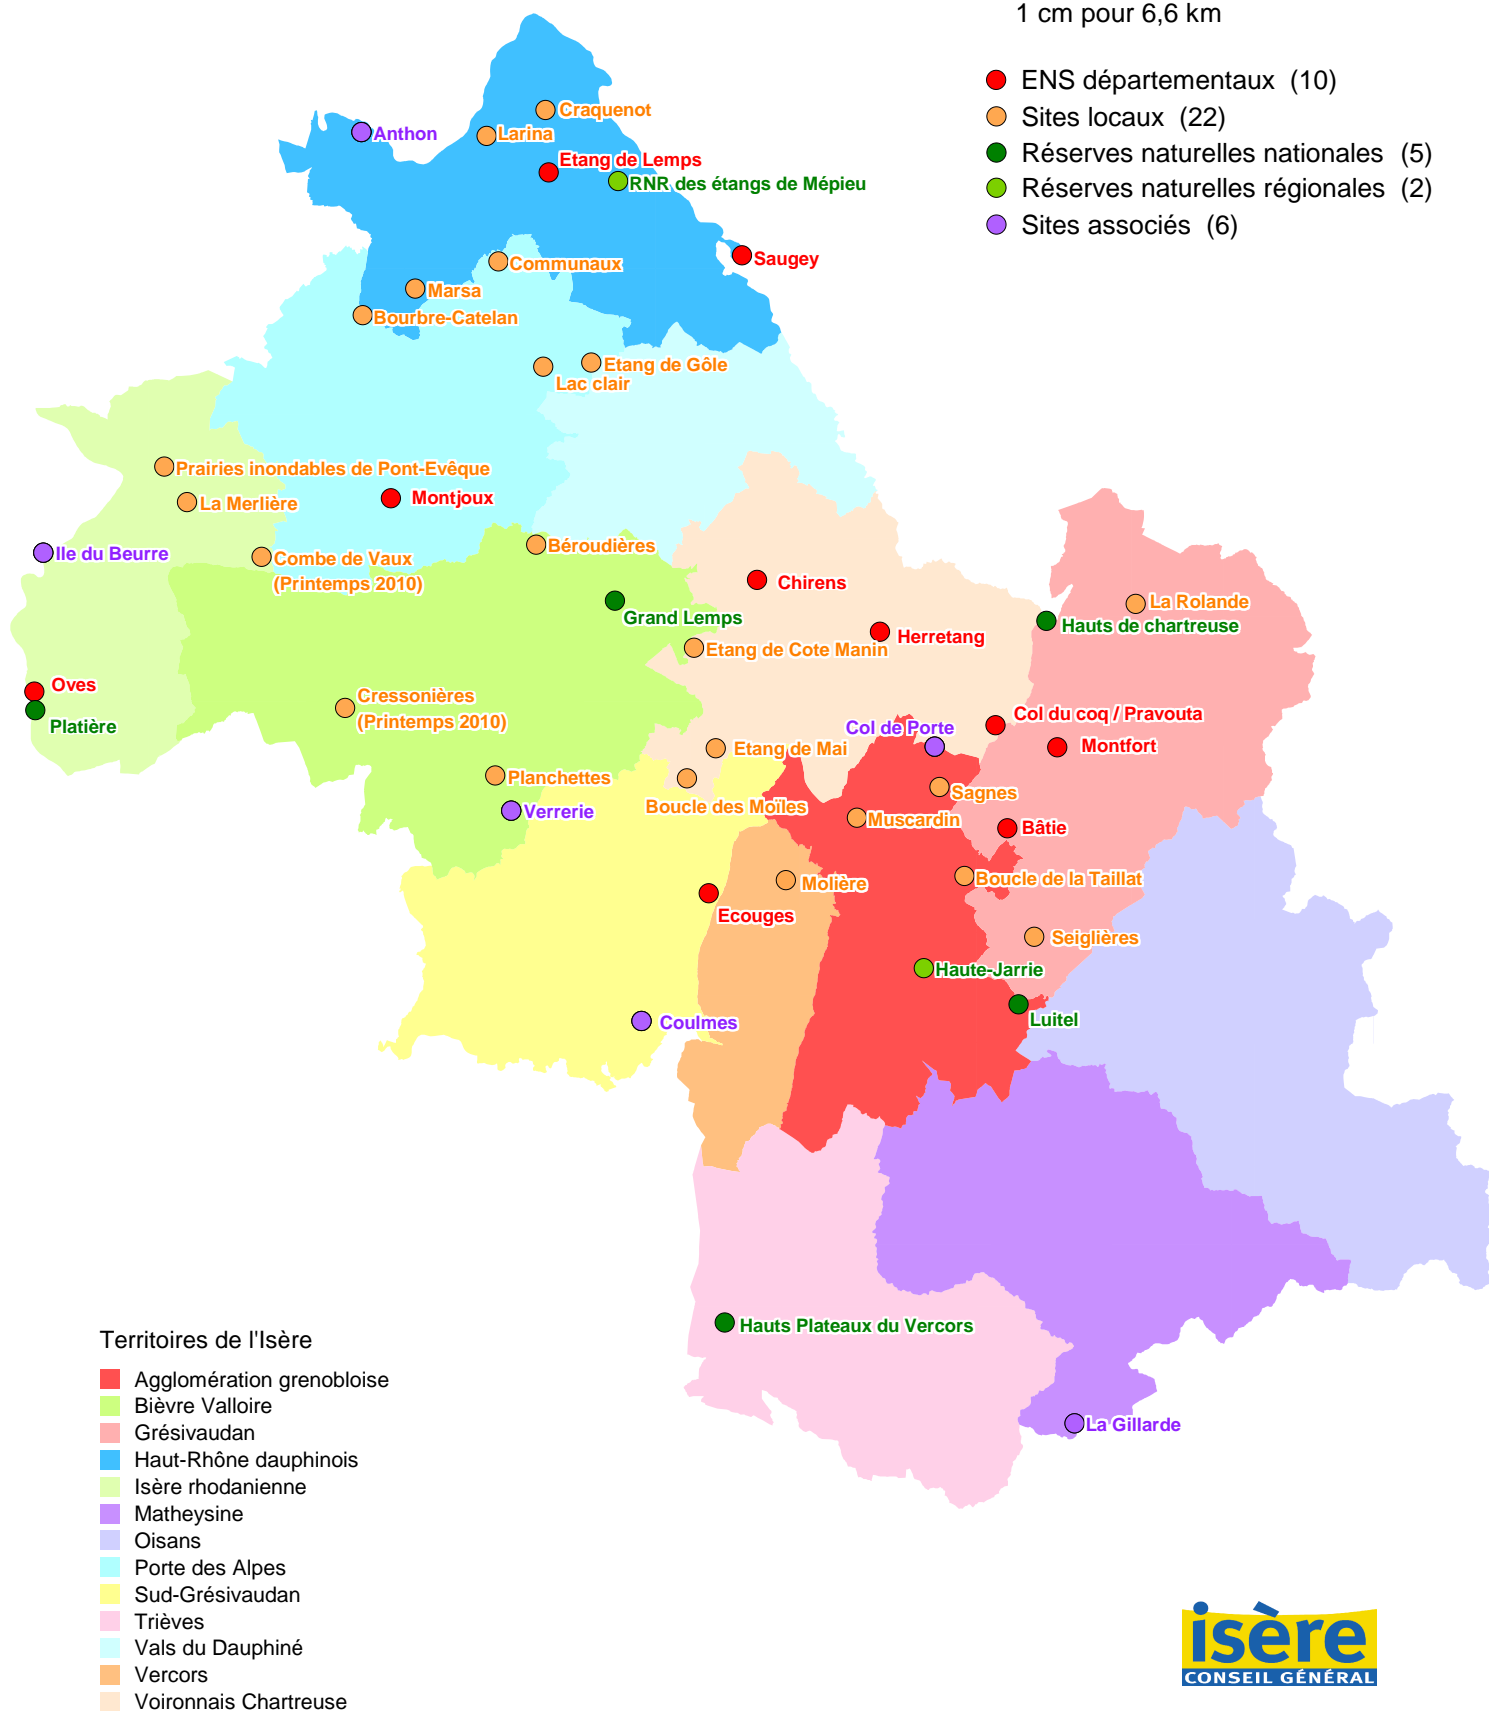 1 cm pour 6,6 km
ENS départementaux (10)
Sites locaux (22)
Réserves naturelles nationales (5)
Réserves naturelles régionales (2)
Sites associés (6)
Craquenot
Anthon
Larina
Etang de Lemps
RNR des étangs de Mépieu
Saugey
Communaux
Marsa
Bourbre-Catelan
Etang de Gôle
Lac clair
Prairies inondables de Pont-Evêque
Montjoux
La Merlière
Ile du Beurre
Béroudières
Combe de Vaux
(Printemps 2010)
Chirens
La Rolande
Grand Lemps
Hauts de chartreuse
Herretang
Etang de Cote Manin
Oves
Cressonières
(Printemps 2010)
Platière
Col du coq / Pravouta
Col de Porte
Etang de Mai
Montfort
Planchettes
Sagnes
Boucle des Moïles
Verrerie
Muscardin
Bâtie
Boucle de la Taillat
Molière
Ecouges
Seiglières
Haute-Jarrie
Luitel
Coulmes
Hauts Plateaux du Vercors
La Gillarde
Territoires de l'Isère
Agglomération grenobloise
Bièvre Valloire
Grésivaudan
Haut-Rhône dauphinois
Isère rhodanienne
Matheysine
Oisans
Porte des Alpes
Sud-Grésivaudan
Trièves
Vals du Dauphiné
Vercors
Voironnais Chartreuse
isère
CONSEIL GÉNÉRAL